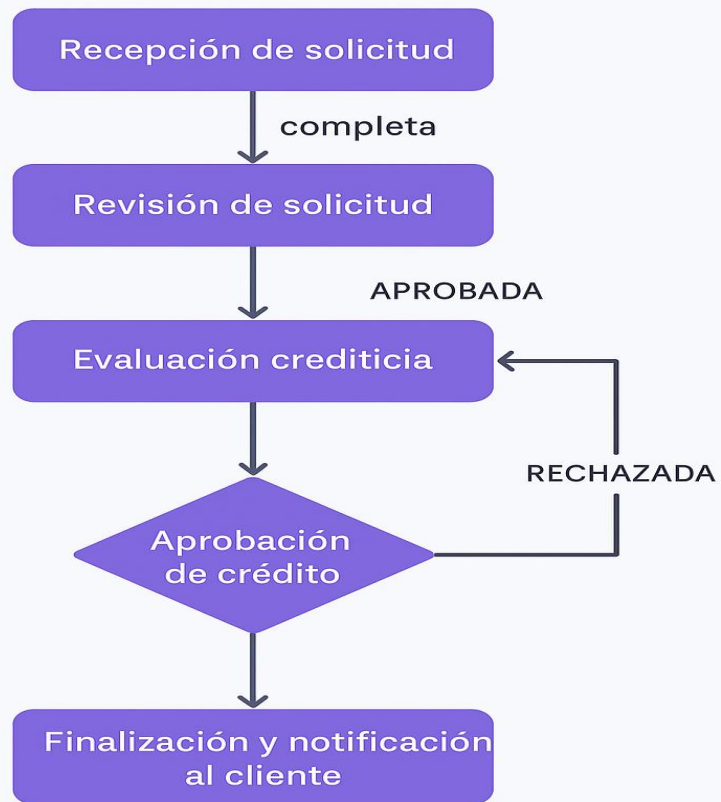 Recepción de solicitud
completa
Revisión de solicitud
APROBADA
Evaluación crediticia
RECHAZADA
Aprobación
de crédito
Finalización y notificación
al cliente